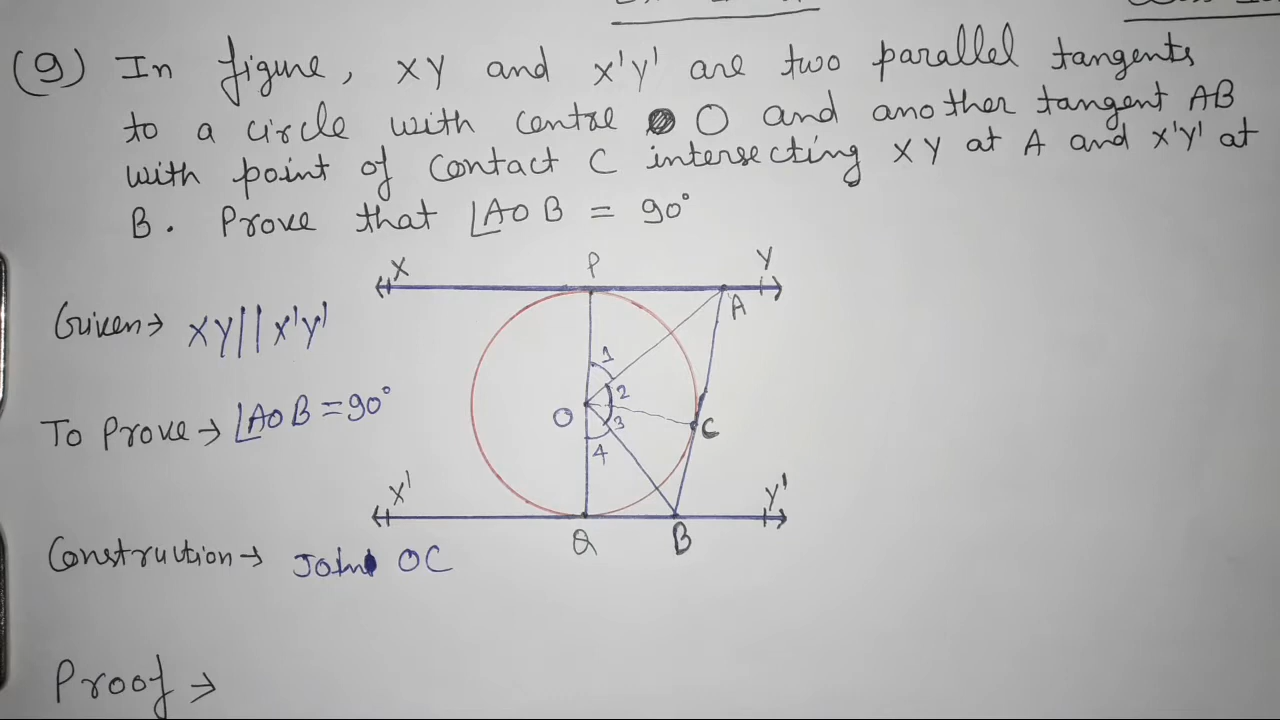 (9) In figure, XY and X'Y' are two parallel tangents
to a circle with centre O and another tangent AB
with point of contact C intersecting XY at A and X'Y' at
B. Prove that ∠AOB = 90°
X P Y
A
Given → XY||X'Y'
1
2
To Prove → ∠AOB = 90°
O 3 C
4
X' Y'
Q B
Construction → Join OC
Proof →